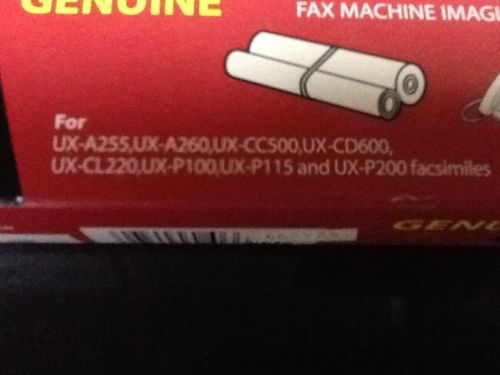 GENUINE
FAX MACHINE IMAGI
For
UX-A255,UX-A260,UX-CC500,UX-CD600,
UX-CL220,UX-P100,UX-P115 and UX-P200 facsimiles
GENU